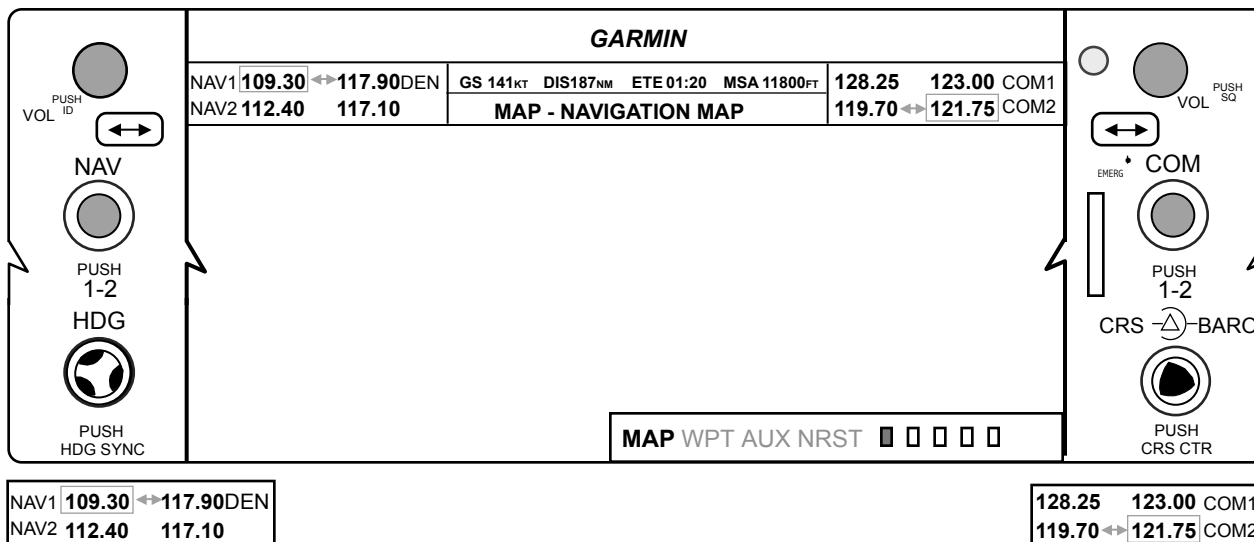 GARMIN
NAV1 109.30 117.90DEN
NAV2 112.40 117.10
GS 141KT DIS187NM ETE 01:20 MSA 11800FT
MAP - NAVIGATION MAP
128.25 123.00 COM1
119.70 121.75 COM2
VOL PUSH ID
NAV
PUSH
1-2
HDG
PUSH
HDG SYNC
VOL PUSH SQ
EMERG
COM
PUSH
1-2
CRS BARO
PUSH
CRS CTR
MAP WPT AUX NRST
NAV1 109.30 117.90DEN
NAV2 112.40 117.10
128.25 123.00 COM1
119.70 121.75 COM2